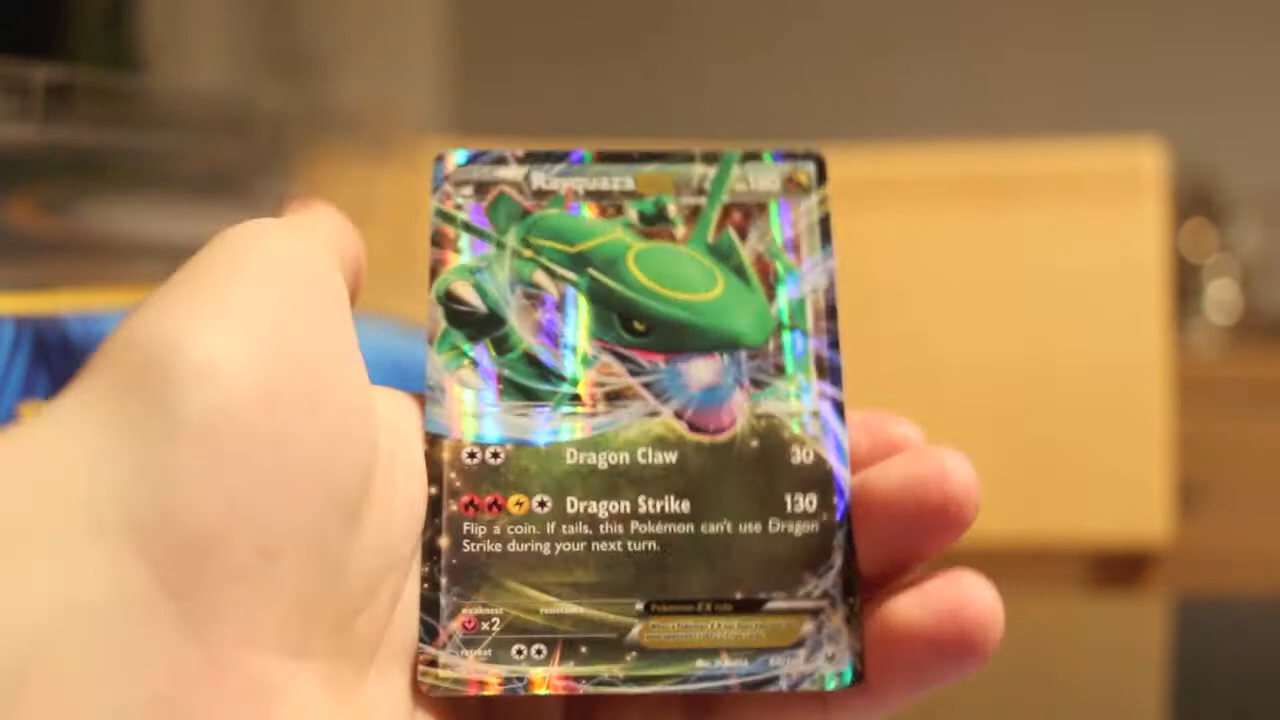 Rayquaza
Dragon Claw 30
Dragon Strike 130
Flip a coin. If tails, this Pokémon can't use Dragon
Strike during your next turn.
weakness resistance
×2
Pokémon-EX rule
retreat